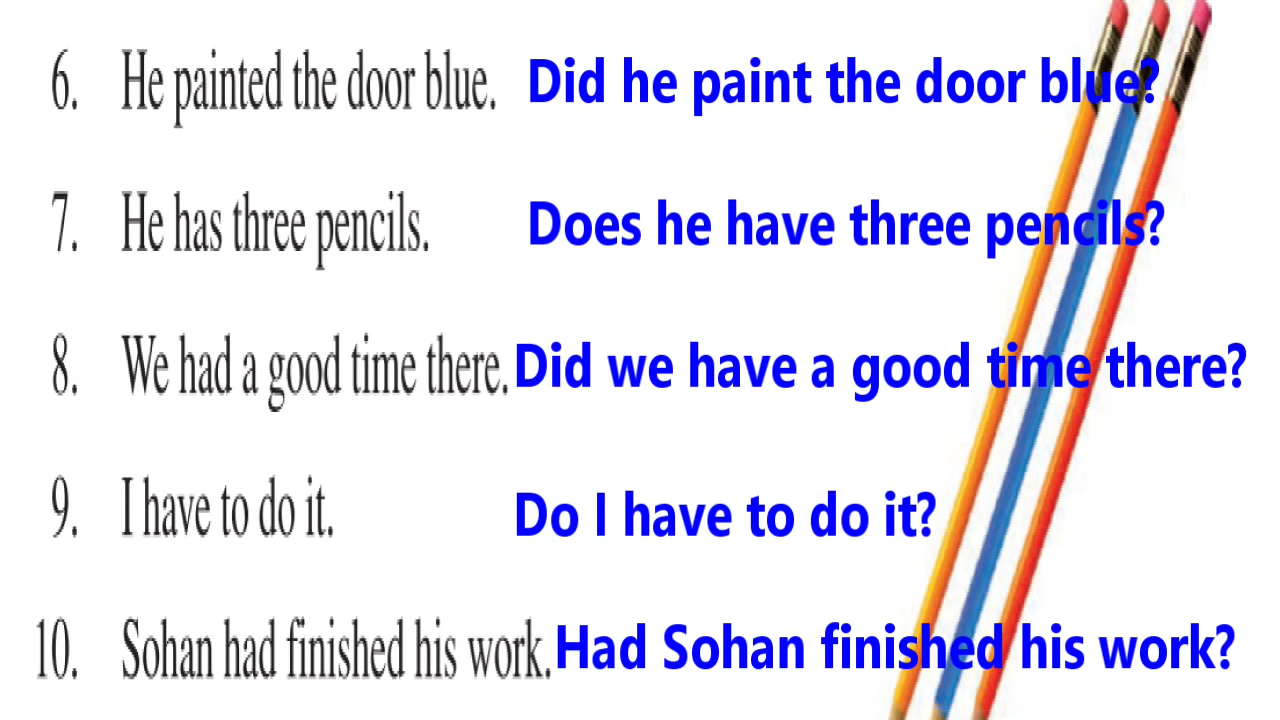 6. He painted the door blue. Did he paint the door blue?
7. He has three pencils. Does he have three pencils?
8. We had a good time there. Did we have a good time there?
9. I have to do it. Do I have to do it?
10. Sohan had finished his work. Had Sohan finished his work?